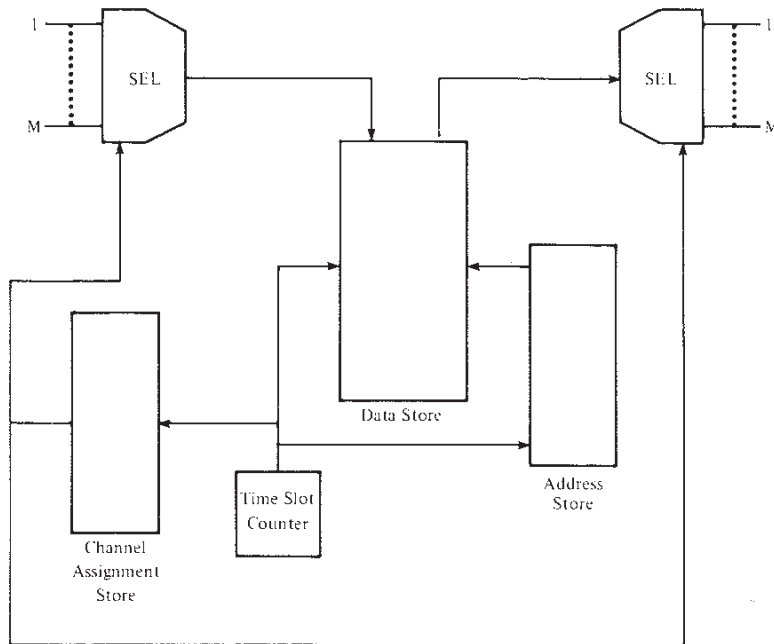 1
SEL
M
SEL
1
M
Data Store
Time Slot
Counter
Address
Store
Channel
Assignment
Store